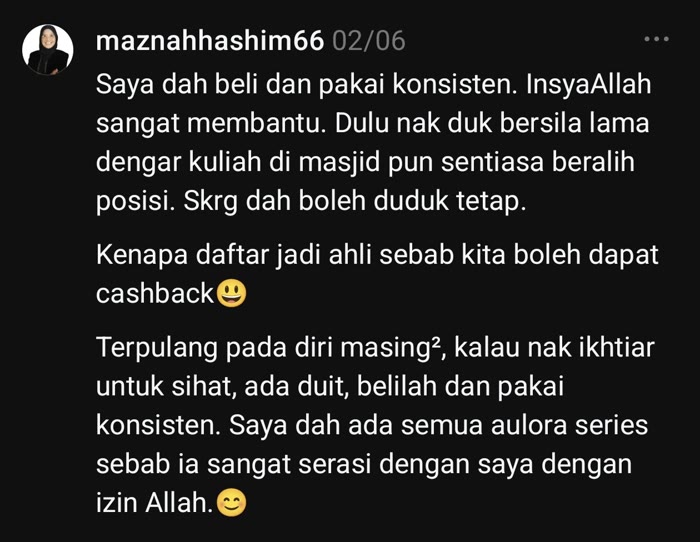 maznahhashim66 02/06
Saya dah beli dan pakai konsisten. InsyaAllah
sangat membantu. Dulu nak duk bersila lama
dengar kuliah di masjid pun sentiasa beralih
posisi. Skrg dah boleh duduk tetap.
Kenapa daftar jadi ahli sebab kita boleh dapat
cashback😃
Terpulang pada diri masing², kalau nak ikhtiar
untuk sihat, ada duit, belilah dan pakai
konsisten. Saya dah ada semua aulora series
sebab ia sangat serasi dengan saya dengan
izin Allah.😊